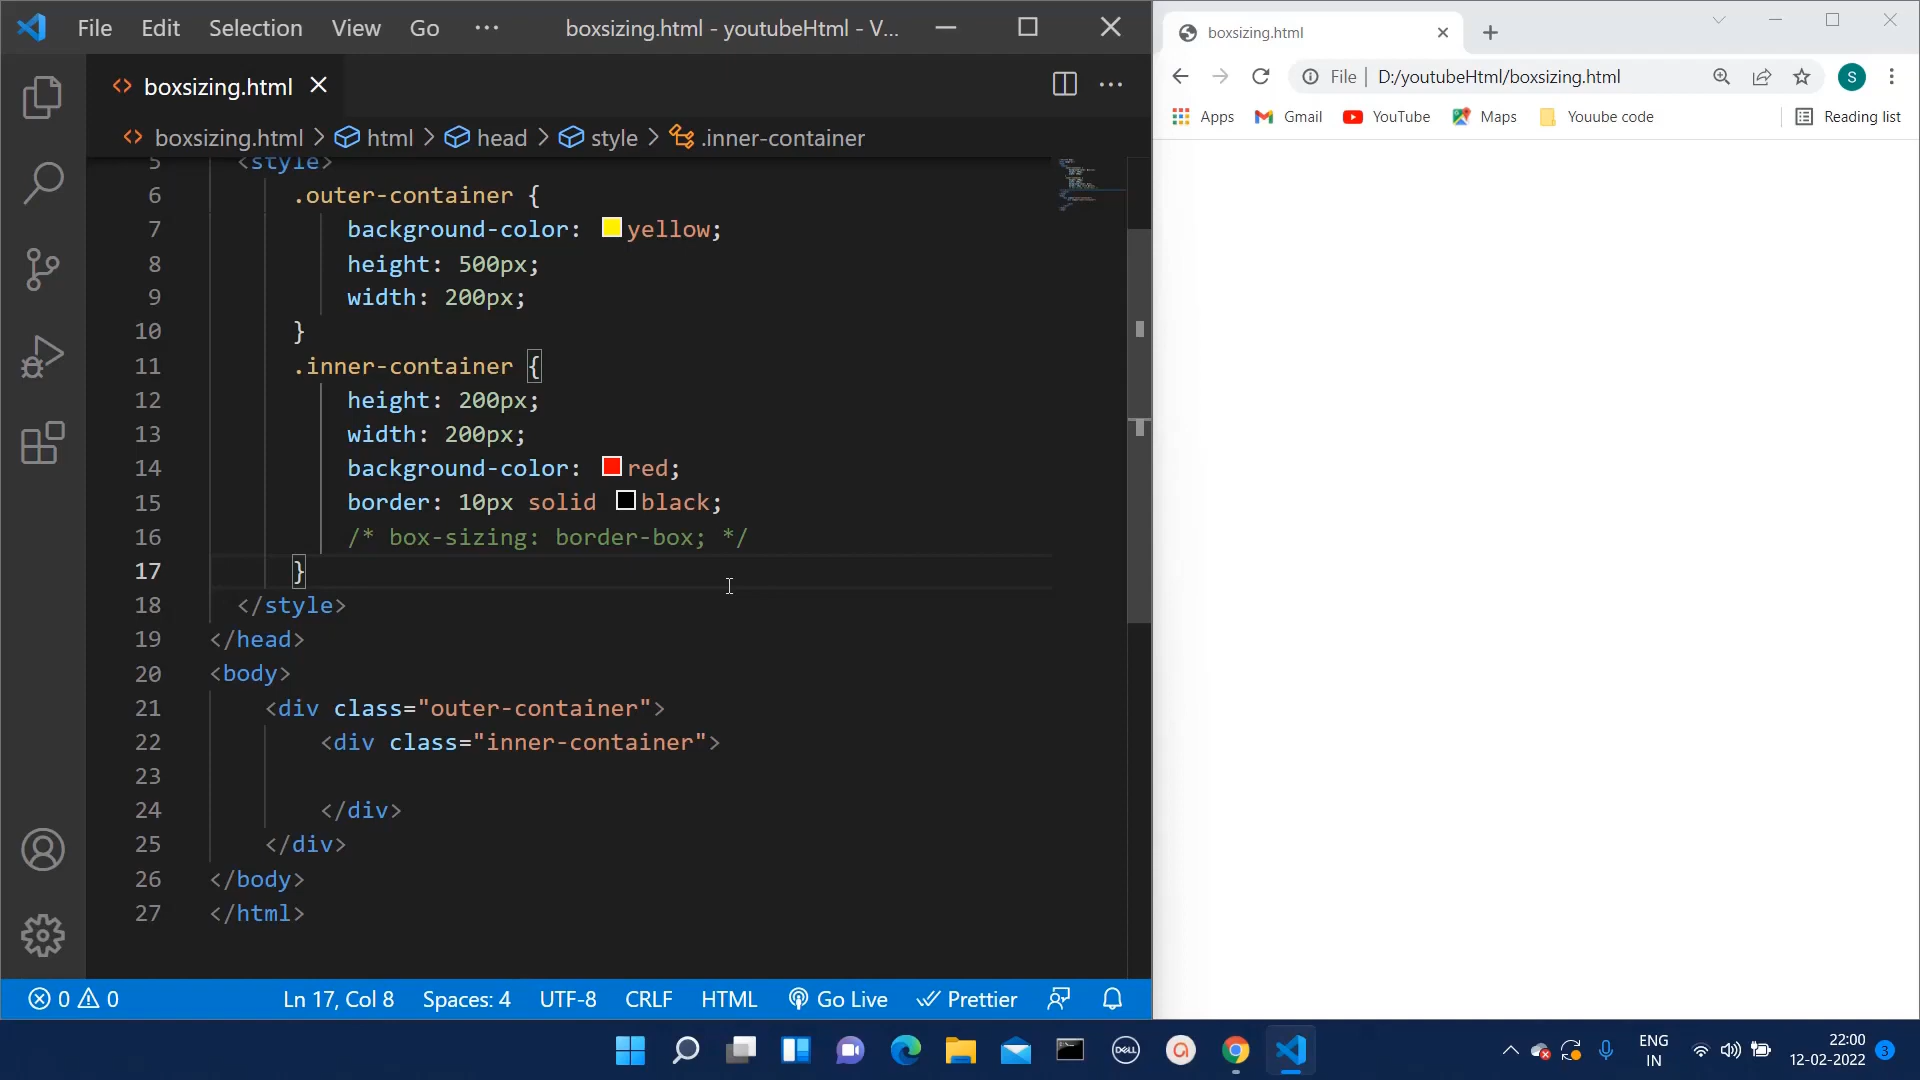 File Edit Selection View Go ··· boxsizing.html - youtubeHtml - V...
boxsizing.html
boxsizing.html > html > head > style > .inner-container
5 <style>
6 .outer-container {
7 background-color: yellow;
8 height: 500px;
9 width: 200px;
10 }
11 .inner-container {
12 height: 200px;
13 width: 200px;
14 background-color: red;
15 border: 10px solid black;
16 /* box-sizing: border-box; */
17 }
18 </style>
19 </head>
20 <body>
21 <div class="outer-container">
22 <div class="inner-container">
23
24 </div>
25 </div>
26 </body>
27 </html>
0 0 Ln 17, Col 8 Spaces: 4 UTF-8 CRLF HTML Go Live Prettier
boxsizing.html
File | D:/youtubeHtml/boxsizing.html S
Apps Gmail YouTube Maps Youube code Reading list
DELL a ENG 22:00
IN 12-02-2022 3